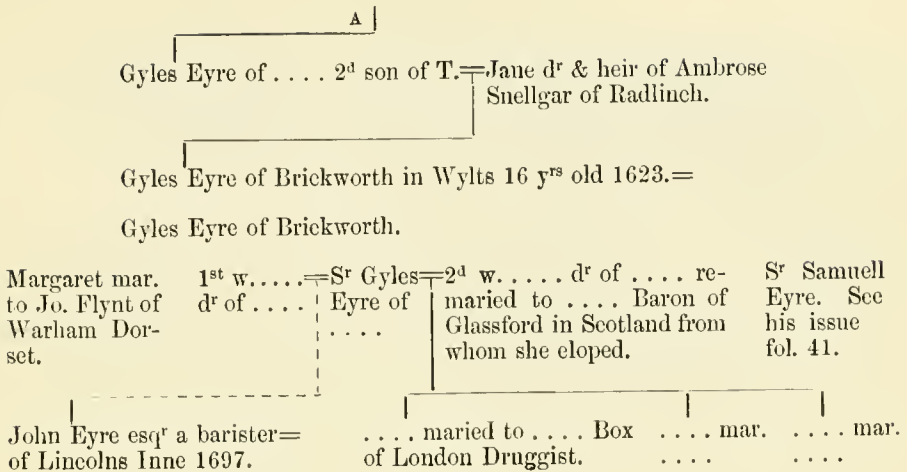 A
Gyles Eyre of . . . . 2d son of T.=Jane dr & heir of Ambrose
Snellgar of Radlinch.
Gyles Eyre of Brickworth in Wylts 16 yrs old 1623.=
Gyles Eyre of Brickworth.
Margaret mar.
to Jo. Flynt of
Warham Dor-
set.
1st w. . . . .
dr of . . . .
=Sr Gyles=
Eyre of
. . . .
2d w. . . . . dr of . . . . re-
maried to . . . . Baron of
Glassford in Scotland from
whom she eloped.
Sr Samuell
Eyre. See
his issue
fol. 41.
John Eyre esqr a barister=
of Lincolns Inne 1697.
. . . . maried to . . . . Box
of London Druggist.
. . . . mar.
. . . .
. . . . mar.
. . . .